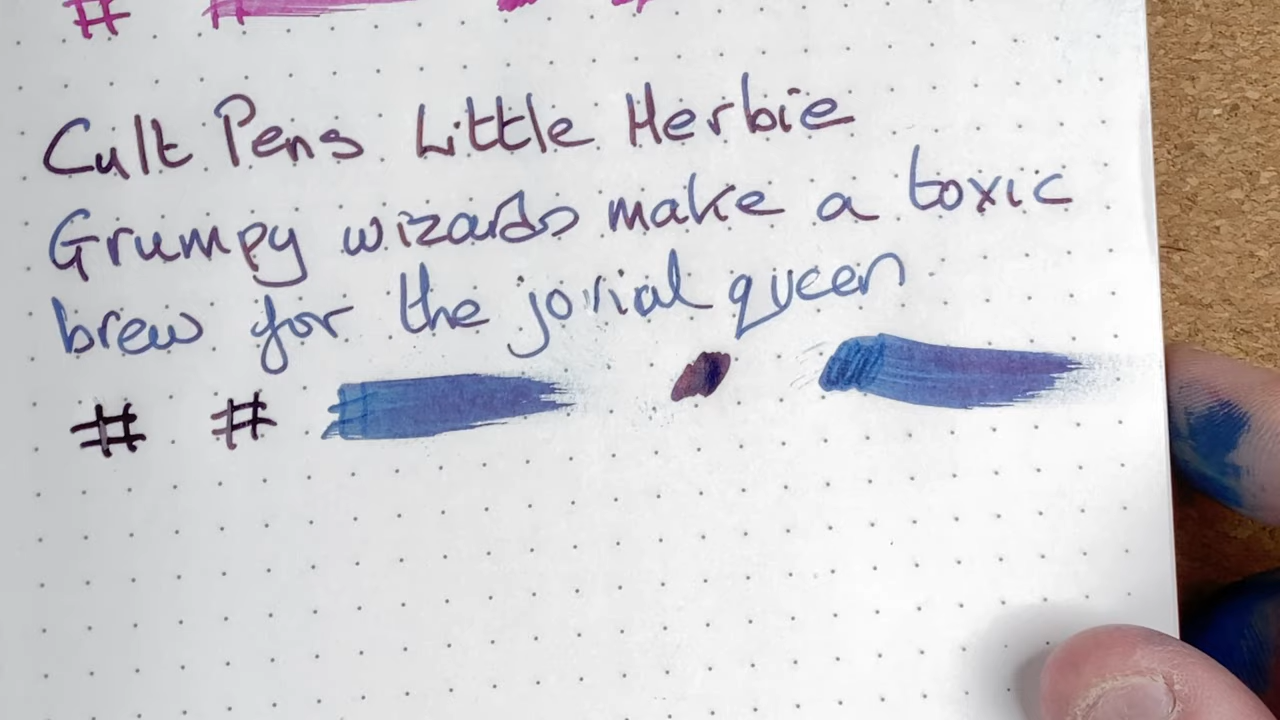 # #
Cult Pens Little Herbie
Grumpy wizards make a toxic
brew for the jovial queen
# #